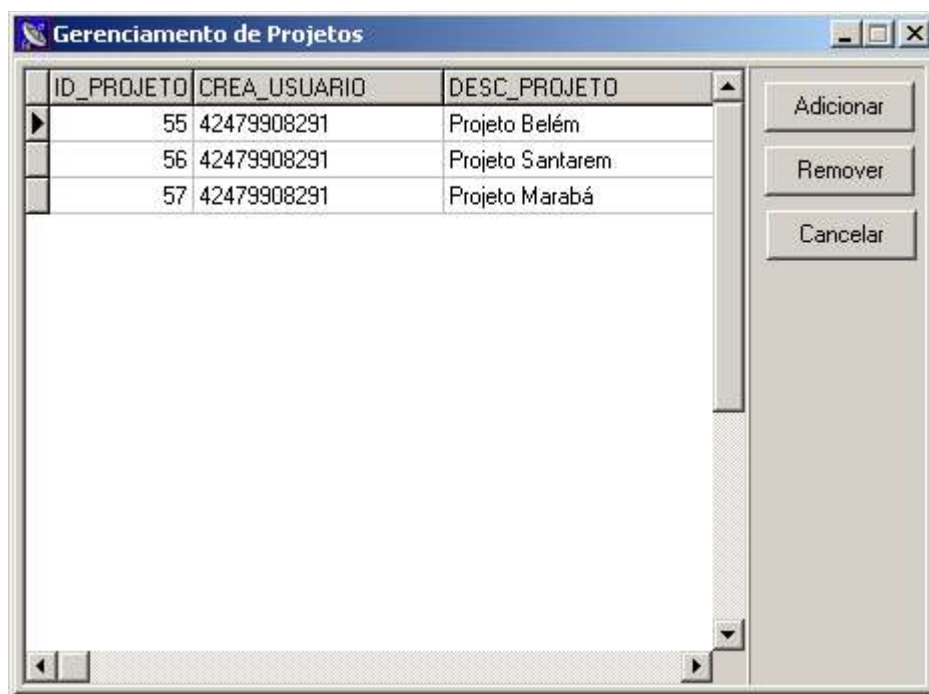 Gerenciamento de Projetos
ID_PROJETO CREA_USUARIO DESC_PROJETO
55 42479908291 Projeto Belém
56 42479908291 Projeto Santarem
57 42479908291 Projeto Marabá
Adicionar
Remover
Cancelar